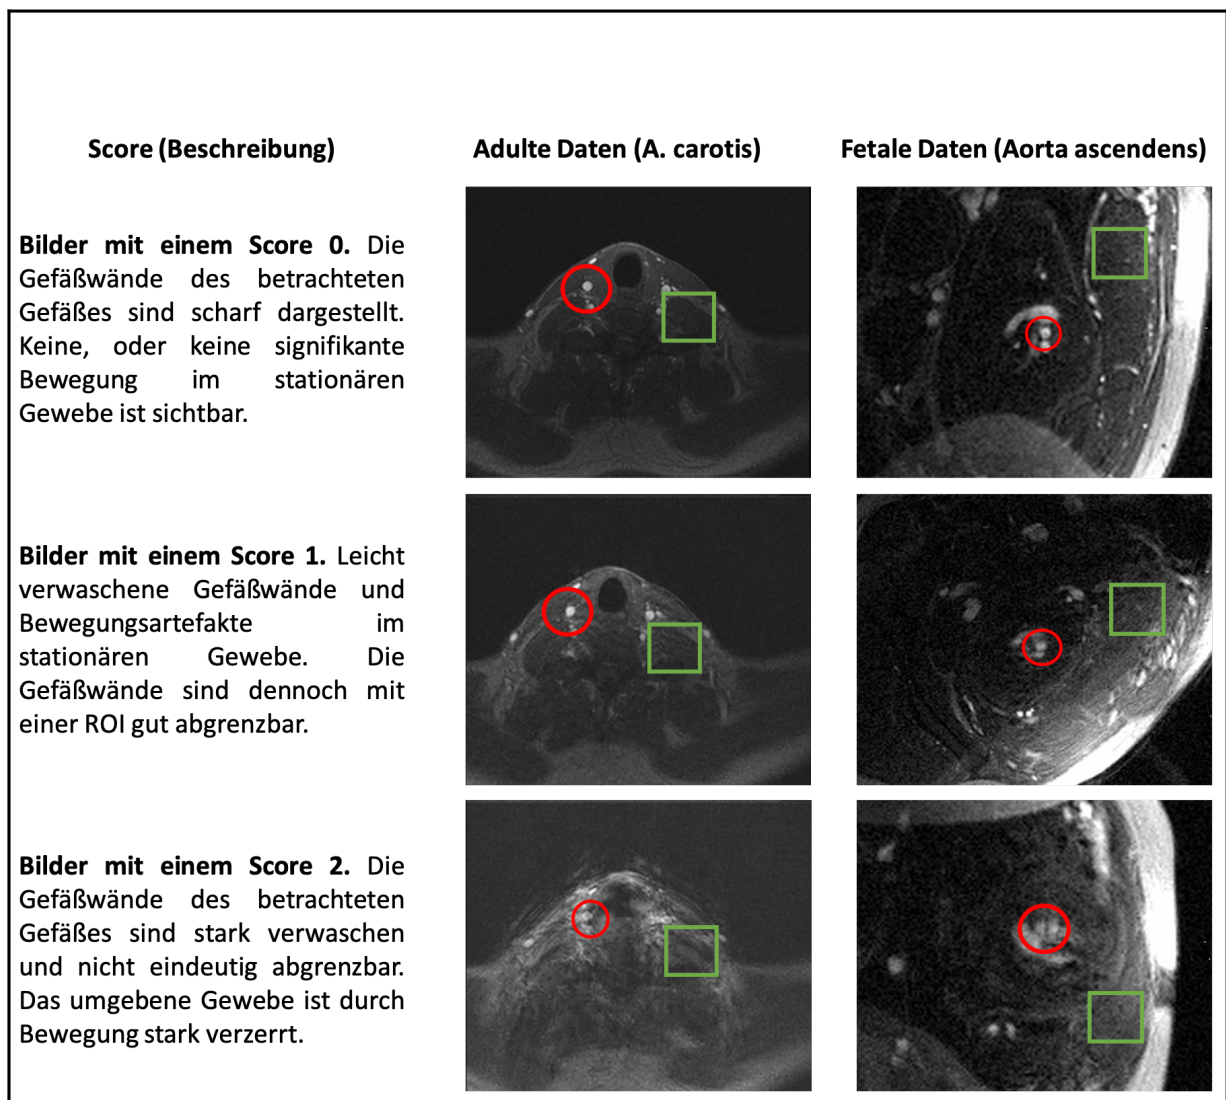 Score (Beschreibung)
Adulte Daten (A. carotis)
Fetale Daten (Aorta ascendens)
Bilder mit einem Score 0. Die
Gefäßwände des betrachteten
Gefäßes sind scharf dargestellt.
Keine, oder keine signifikante
Bewegung im stationären
Gewebe ist sichtbar.
Bilder mit einem Score 1. Leicht
verwaschene Gefäßwände und
Bewegungsartefakte im
stationären Gewebe. Die
Gefäßwände sind dennoch mit
einer ROI gut abgrenzbar.
Bilder mit einem Score 2. Die
Gefäßwände des betrachteten
Gefäßes sind stark verwaschen
und nicht eindeutig abgrenzbar.
Das umgebene Gewebe ist durch
Bewegung stark verzerrt.